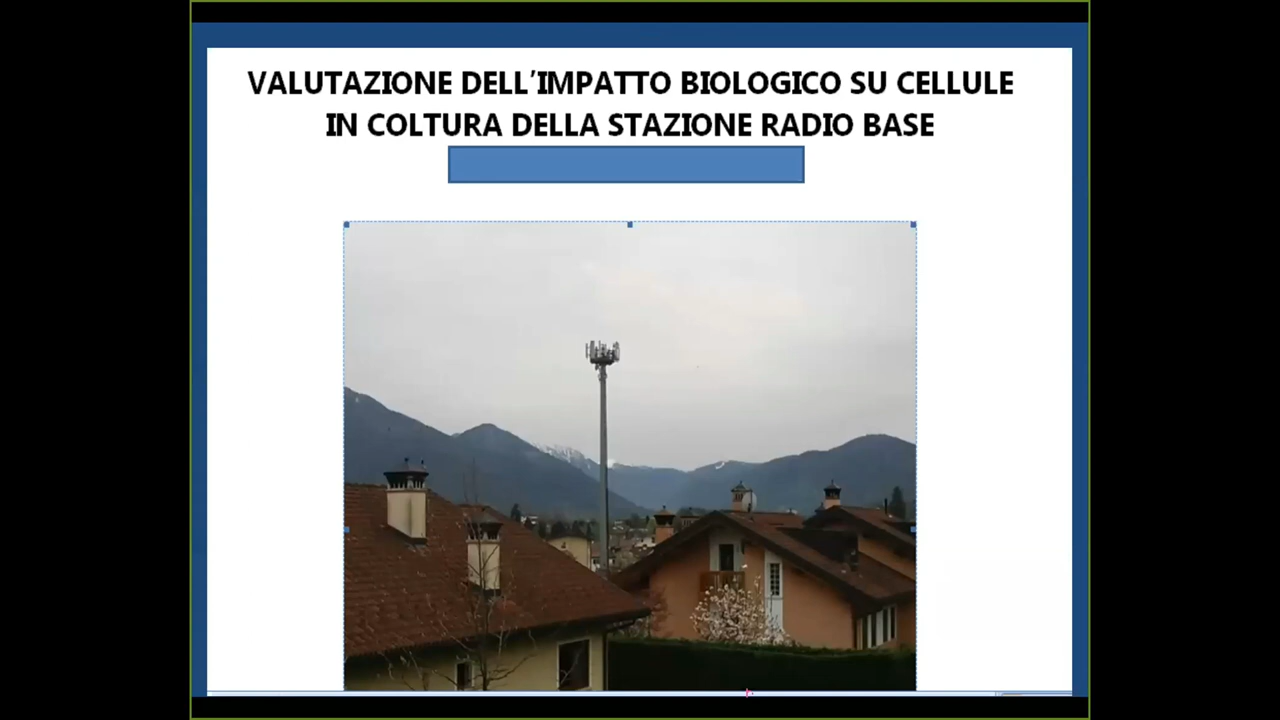 VALUTAZIONE DELL'IMPATTO BIOLOGICO SU CELLULE
IN COLTURA DELLA STAZIONE RADIO BASE